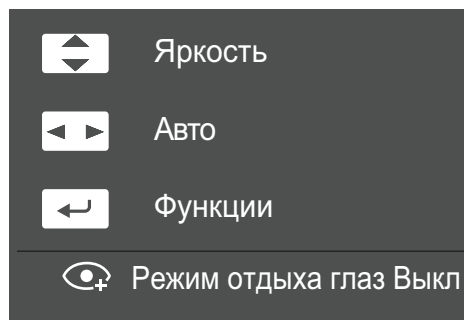 Яркость
Авто
Функции
Режим отдыха глаз Выкл